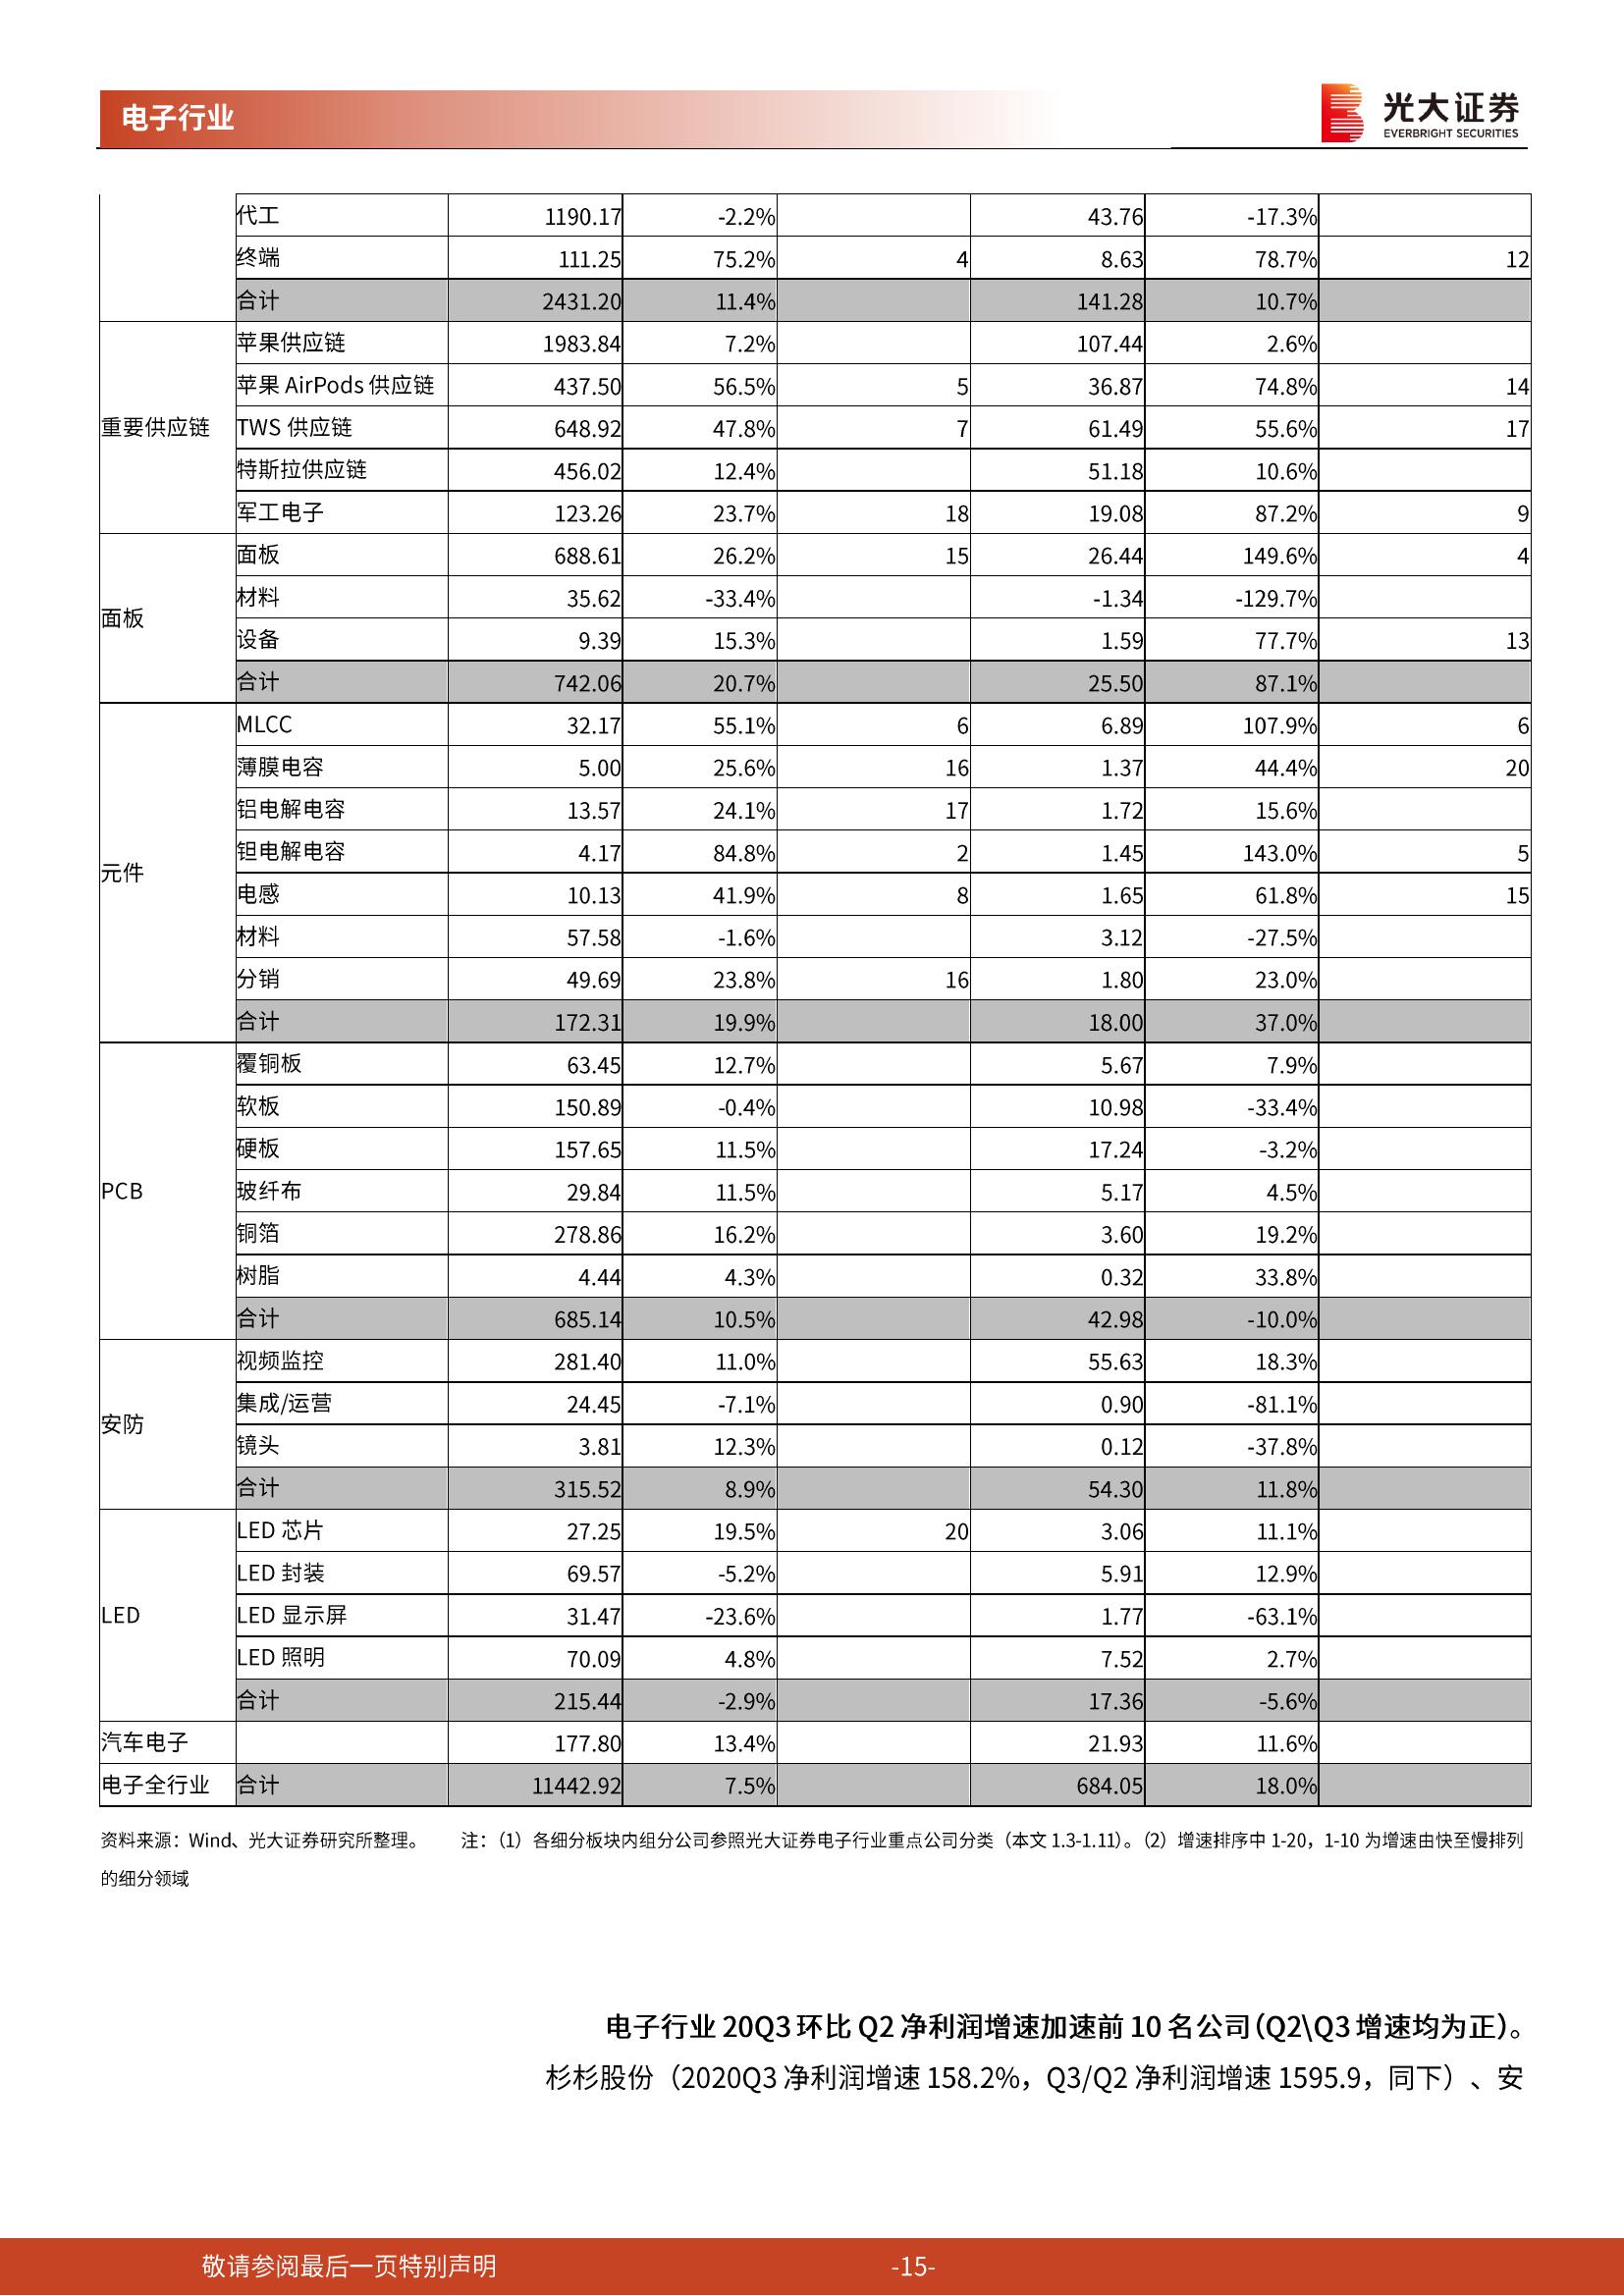 电子行业
光大证券
EVERBRIGHT SECURITIES
代工 1190.17 -2.2% 43.76 -17.3%
终端 111.25 75.2% 4 8.63 78.7% 12
合计 2431.20 11.4% 141.28 10.7%
重要供应链
苹果供应链 1983.84 7.2% 107.44 2.6%
苹果 AirPods 供应链 437.50 56.5% 5 36.87 74.8% 14
TWS 供应链 648.92 47.8% 7 61.49 55.6% 17
特斯拉供应链 456.02 12.4% 51.18 10.6%
军工电子 123.26 23.7% 18 19.08 87.2% 9
面板
面板 688.61 26.2% 15 26.44 149.6% 4
材料 35.62 -33.4% -1.34 -129.7%
设备 9.39 15.3% 1.59 77.7% 13
合计 742.06 20.7% 25.50 87.1%
元件
MLCC 32.17 55.1% 6 6.89 107.9% 6
薄膜电容 5.00 25.6% 16 1.37 44.4% 20
铝电解电容 13.57 24.1% 17 1.72 15.6%
钽电解电容 4.17 84.8% 2 1.45 143.0% 5
电感 10.13 41.9% 8 1.65 61.8% 15
材料 57.58 -1.6% 3.12 -27.5%
分销 49.69 23.8% 16 1.80 23.0%
合计 172.31 19.9% 18.00 37.0%
PCB
覆铜板 63.45 12.7% 5.67 7.9%
软板 150.89 -0.4% 10.98 -33.4%
硬板 157.65 11.5% 17.24 -3.2%
玻纤布 29.84 11.5% 5.17 4.5%
铜箔 278.86 16.2% 3.60 19.2%
树脂 4.44 4.3% 0.32 33.8%
合计 685.14 10.5% 42.98 -10.0%
安防
视频监控 281.40 11.0% 55.63 18.3%
集成/运营 24.45 -7.1% 0.90 -81.1%
镜头 3.81 12.3% 0.12 -37.8%
合计 315.52 8.9% 54.30 11.8%
LED
LED 芯片 27.25 19.5% 20 3.06 11.1%
LED 封装 69.57 -5.2% 5.91 12.9%
LED 显示屏 31.47 -23.6% 1.77 -63.1%
LED 照明 70.09 4.8% 7.52 2.7%
合计 215.44 -2.9% 17.36 -5.6%
汽车电子 177.80 13.4% 21.93 11.6%
电子全行业 合计 11442.92 7.5% 684.05 18.0%
资料来源：Wind、光大证券研究所整理。 注：（1）各细分板块内组分公司参照光大证券电子行业重点公司分类（本文 1.3-1.11）。（2）增速排序中 1-20，1-10 为增速由快至慢排列
的细分领域
电子行业 20Q3 环比 Q2 净利润增速加速前 10 名公司（Q2\Q3 增速均为正）。
杉杉股份（2020Q3 净利润增速 158.2%，Q3/Q2 净利润增速 1595.9，同下）、安
敬请参阅最后一页特别声明 -15-